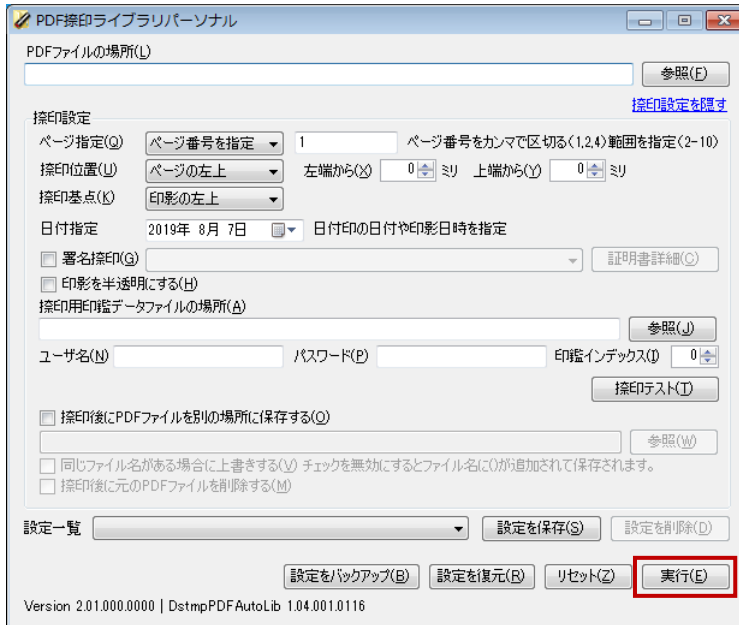 PDF捺印ライブラリパーソナル
PDFファイルの場所(L)
参照(F)
捺印設定を隠す
捺印設定
ページ指定(Q) ページ番号を指定 1 ページ番号をカンマで区切る(1,2,4)範囲を指定(2-10)
捺印位置(U) ページの左上 左端から(X) 0 ミリ 上端から(Y) 0 ミリ
捺印基点(K) 印影の左上
日付指定 2019年 8月 7日 日付印の日付や印影日時を指定
署名捺印(G) 証明書詳細(C)
印影を半透明にする(H)
捺印用印鑑データファイルの場所(A)
参照(J)
ユーザ名(N) パスワード(P) 印鑑インデックス(I) 0
捺印テスト(T)
捺印後にPDFファイルを別の場所に保存する(O)
参照(W)
同じファイル名がある場合に上書きする(V) チェックを無効にするとファイル名に()が追加されて保存されます。
捺印後に元のPDFファイルを削除する(M)
設定一覧 設定を保存(S) 設定を削除(D)
設定をバックアップ(B) 設定を復元(R) リセット(Z) 実行(E)
Version 2.01.000.0000 | DstmpPDFAutoLib 1.04.001.0116